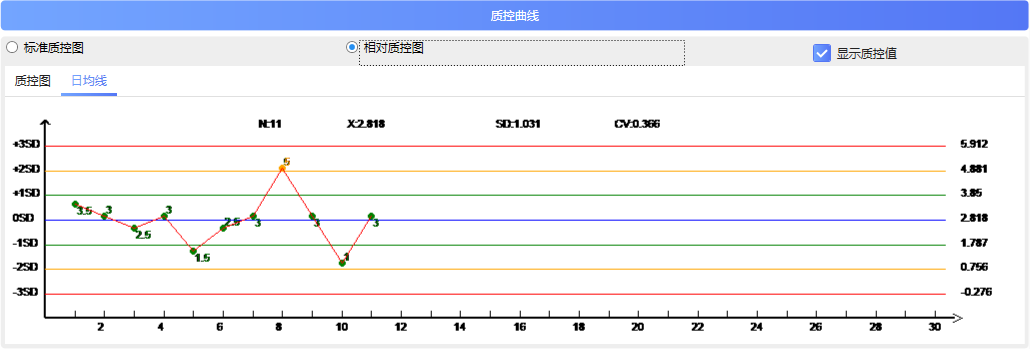 质控曲线
标准质控图 相对质控图 显示质控值
质控图 日均线
N:11 X:2.818 SD:1.031 CV:0.366
+3SD 5.912
+2SD 4.881
+1SD 3.85
0SD 2.818
-1SD 1.787
-2SD 0.756
-3SD -0.276
3.5 3 2.5 3 1.5 2.5 3 5 3 1 3
2 4 6 8 10 12 14 16 18 20 22 24 26 28 30